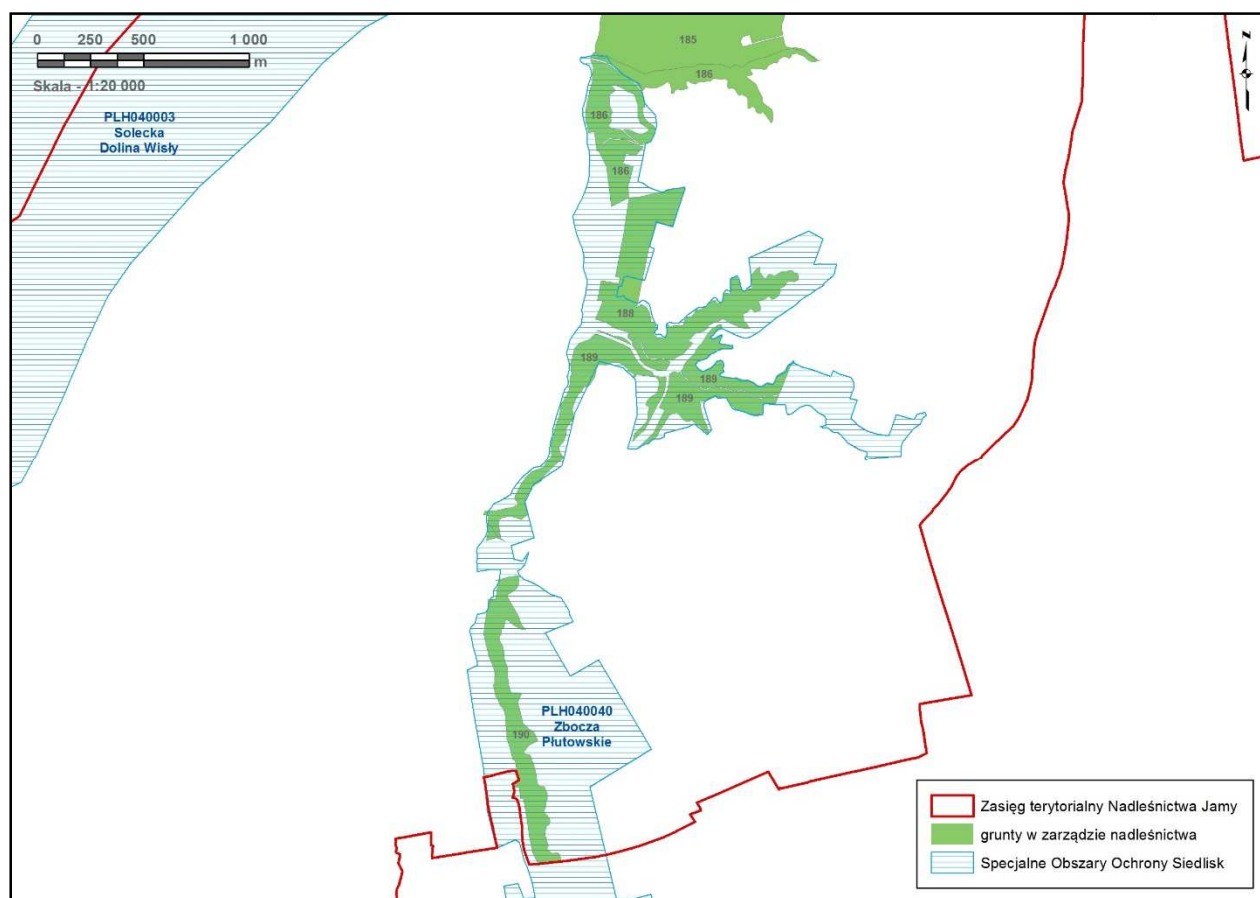 0 250 500 1 000
m
Skala - 1:20 000
PLH040003
Solecka
Dolina Wisły
185
186
186
186
188
189
189
189
PLH040040
Zbocza
Płutowskie
190
N
Zasięg terytorialny Nadleśnictwa Jamy
grunty w zarządzie nadleśnictwa
Specjalne Obszary Ochrony Siedlisk